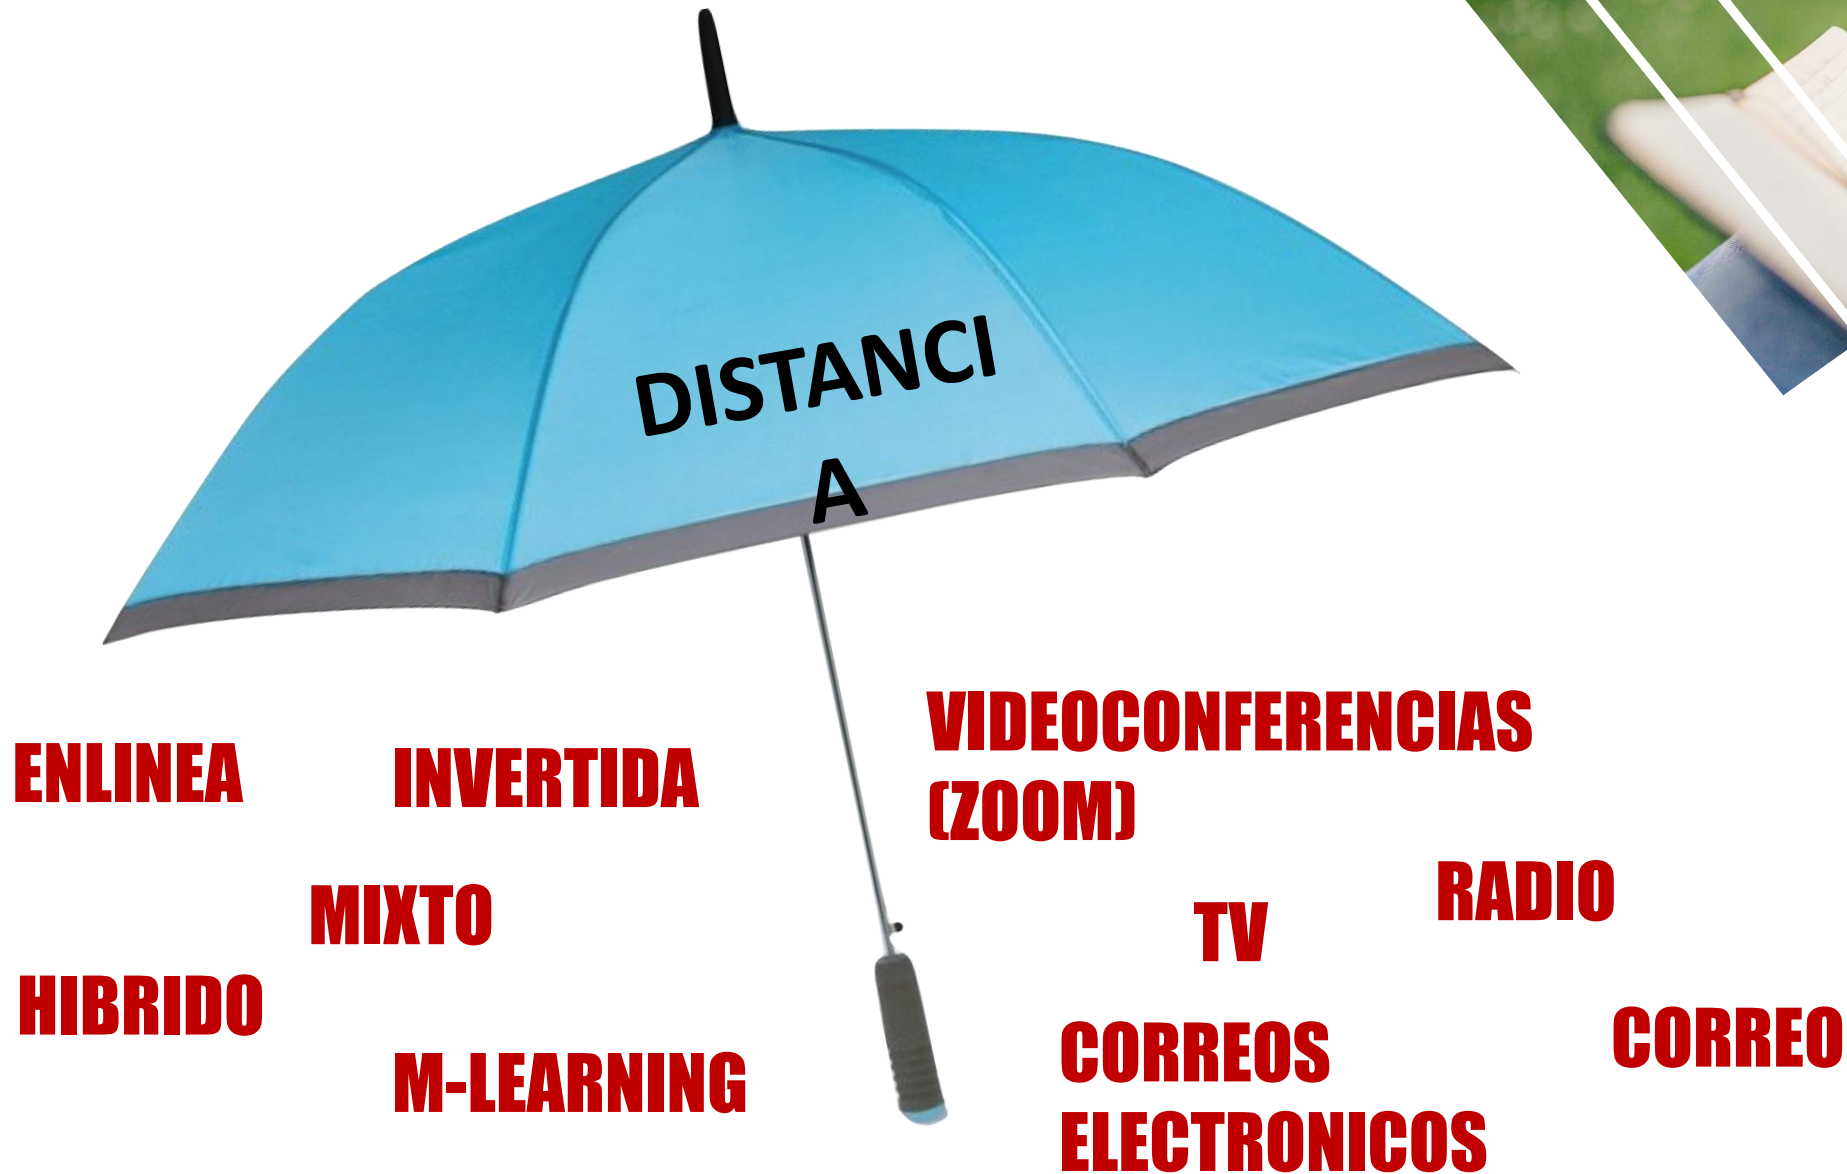 DISTANCI
A
ENLINEA
INVERTIDA
VIDEOCONFERENCIAS
(ZOOM)
MIXTO
TV
RADIO
HIBRIDO
M-LEARNING
CORREOS
ELECTRONICOS
CORREO